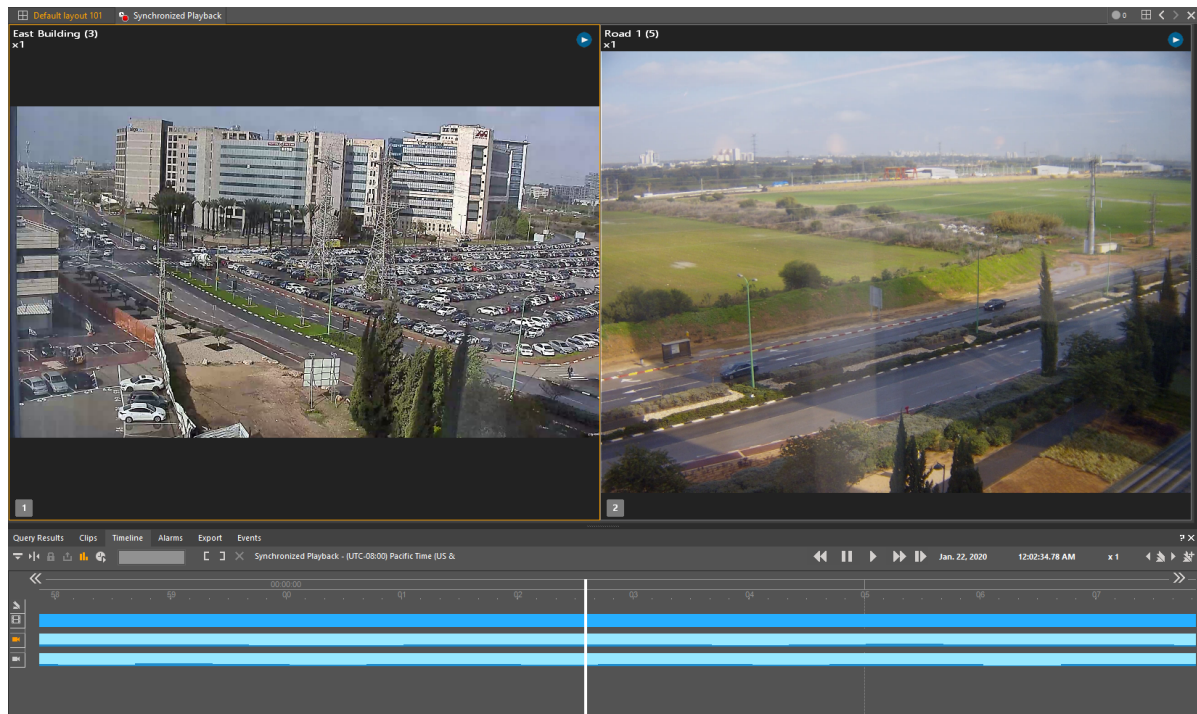 Default layout 101 Synchronized Playback 0
East Building (3)
x1
Road 1 (5)
x1
1
2
Query Results Clips Timeline Alarms Export Events
Synchronized Playback - (UTC-08:00) Pacific Time (US & Jan. 22, 2020 12:02:34.78 AM x 1
00:00:00
58 59 00 01 02 03 04 05 06 07